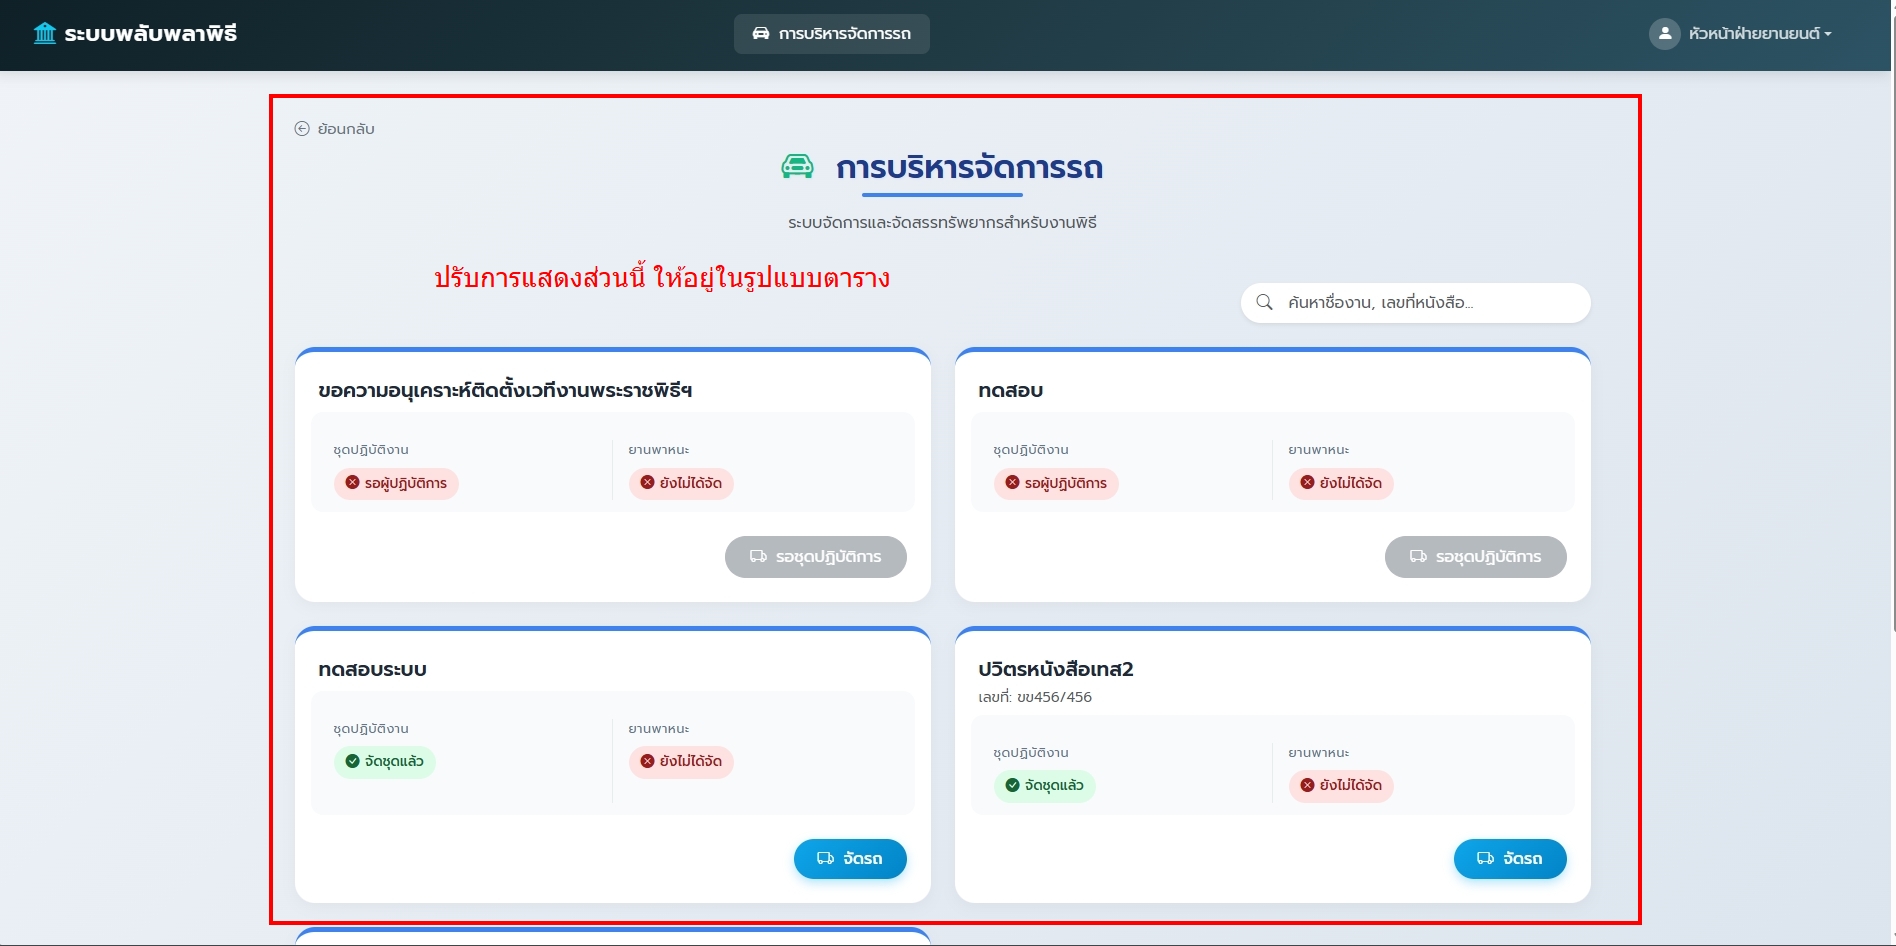 ระบบพลับพลาพิธี
การบริหารจัดการรถ
หัวหน้าฝ่ายยานยนต์
ย้อนกลับ
การบริหารจัดการรถ
ระบบจัดการและจัดสรรทรัพยากรสำหรับงานพิธี
ปรับการแสดงส่วนนี้ ให้อยู่ในรูปแบบตาราง
ค้นหาชื่องาน, เลขที่หนังสือ...
ขอความอนุเคราะห์ติดตั้งเวทีงานพระราชพิธีฯ
ชุดปฏิบัติงาน
ยานพาหนะ
รอผู้ปฏิบัติการ
ยังไม่ได้จัด
รอชุดปฏิบัติการ
ทดสอบ
ชุดปฏิบัติงาน
ยานพาหนะ
รอผู้ปฏิบัติการ
ยังไม่ได้จัด
รอชุดปฏิบัติการ
ทดสอบระบบ
ชุดปฏิบัติงาน
ยานพาหนะ
จัดชุดแล้ว
ยังไม่ได้จัด
จัดรถ
ปวิตรหนังสือเทส2
เลขที่: ขข456/456
ชุดปฏิบัติงาน
ยานพาหนะ
จัดชุดแล้ว
ยังไม่ได้จัด
จัดรถ